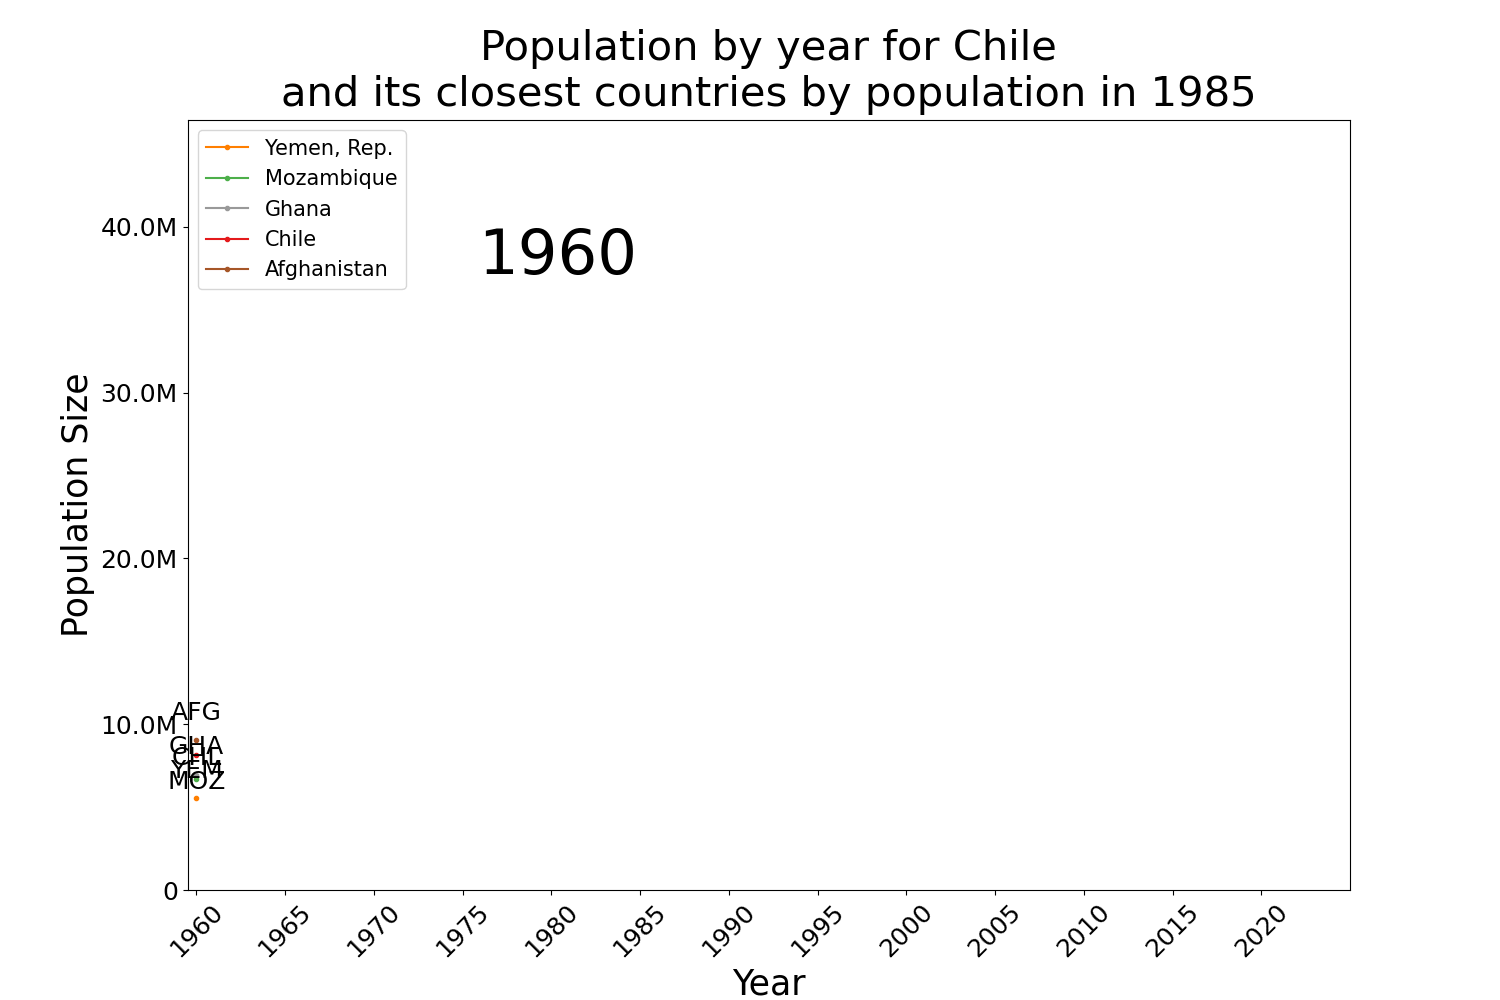 Population by year for Chile
and its closest countries by population in 1985
Yemen, Rep.
Mozambique
Ghana
Chile
Afghanistan
1960
40.0M
30.0M
20.0M
10.0M
0
Population Size
AFG
GHA
CHL
YEM
MOZ
1960
1965
1970
1975
1980
1985
1990
1995
2000
2005
2010
2015
2020
Year